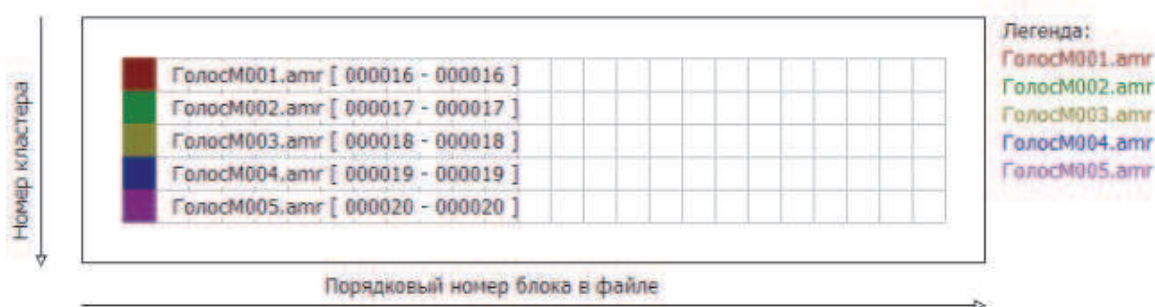 Номер кластера
ГолосМ001.amr [ 000016 - 000016 ]
ГолосМ002.amr [ 000017 - 000017 ]
ГолосМ003.amr [ 000018 - 000018 ]
ГолосМ004.amr [ 000019 - 000019 ]
ГолосМ005.amr [ 000020 - 000020 ]
Порядковый номер блока в файле
Легенда:
ГолосМ001.amr
ГолосМ002.amr
ГолосМ003.amr
ГолосМ004.amr
ГолосМ005.amr